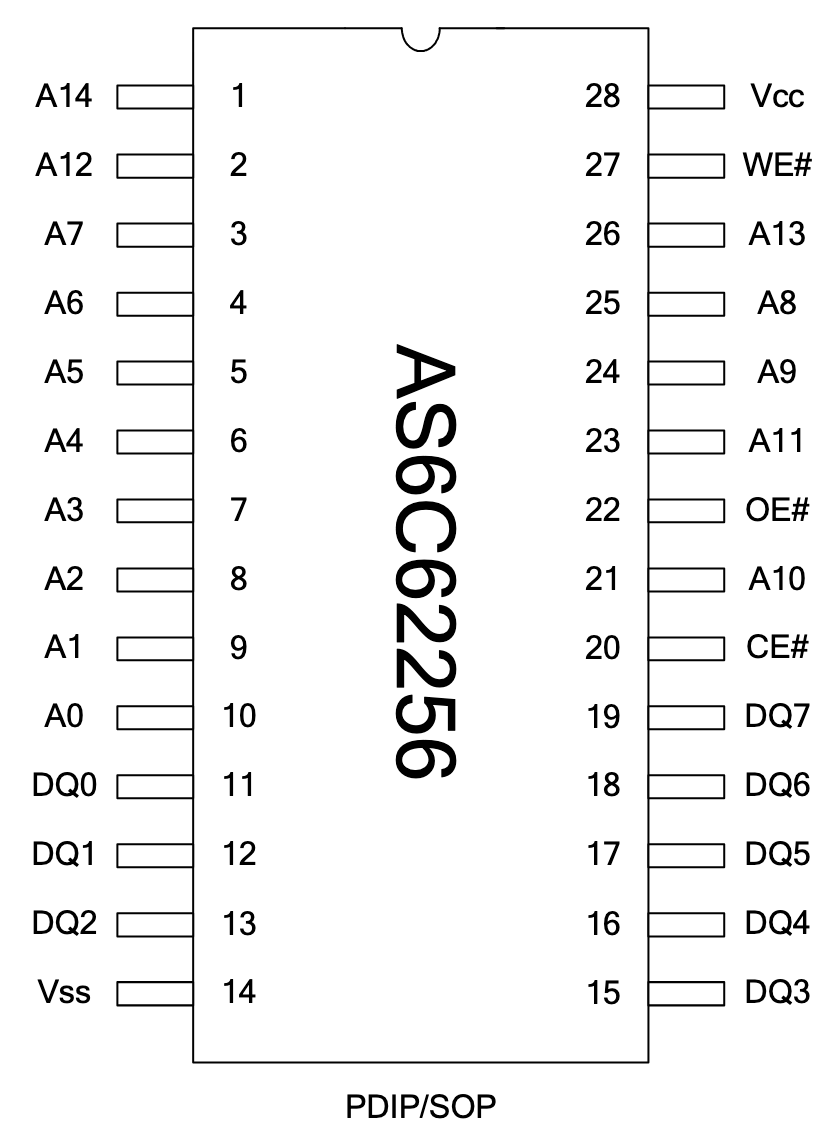 A14 1 28 Vcc
A12 2 27 WE#
A7 3 26 A13
A6 4 25 A8
A5 5 24 A9
A4 6 23 A11
A3 7 22 OE#
A2 8 21 A10
A1 9 20 CE#
A0 10 19 DQ7
DQ0 11 18 DQ6
DQ1 12 17 DQ5
DQ2 13 16 DQ4
Vss 14 15 DQ3
AS6C62256
PDIP/SOP